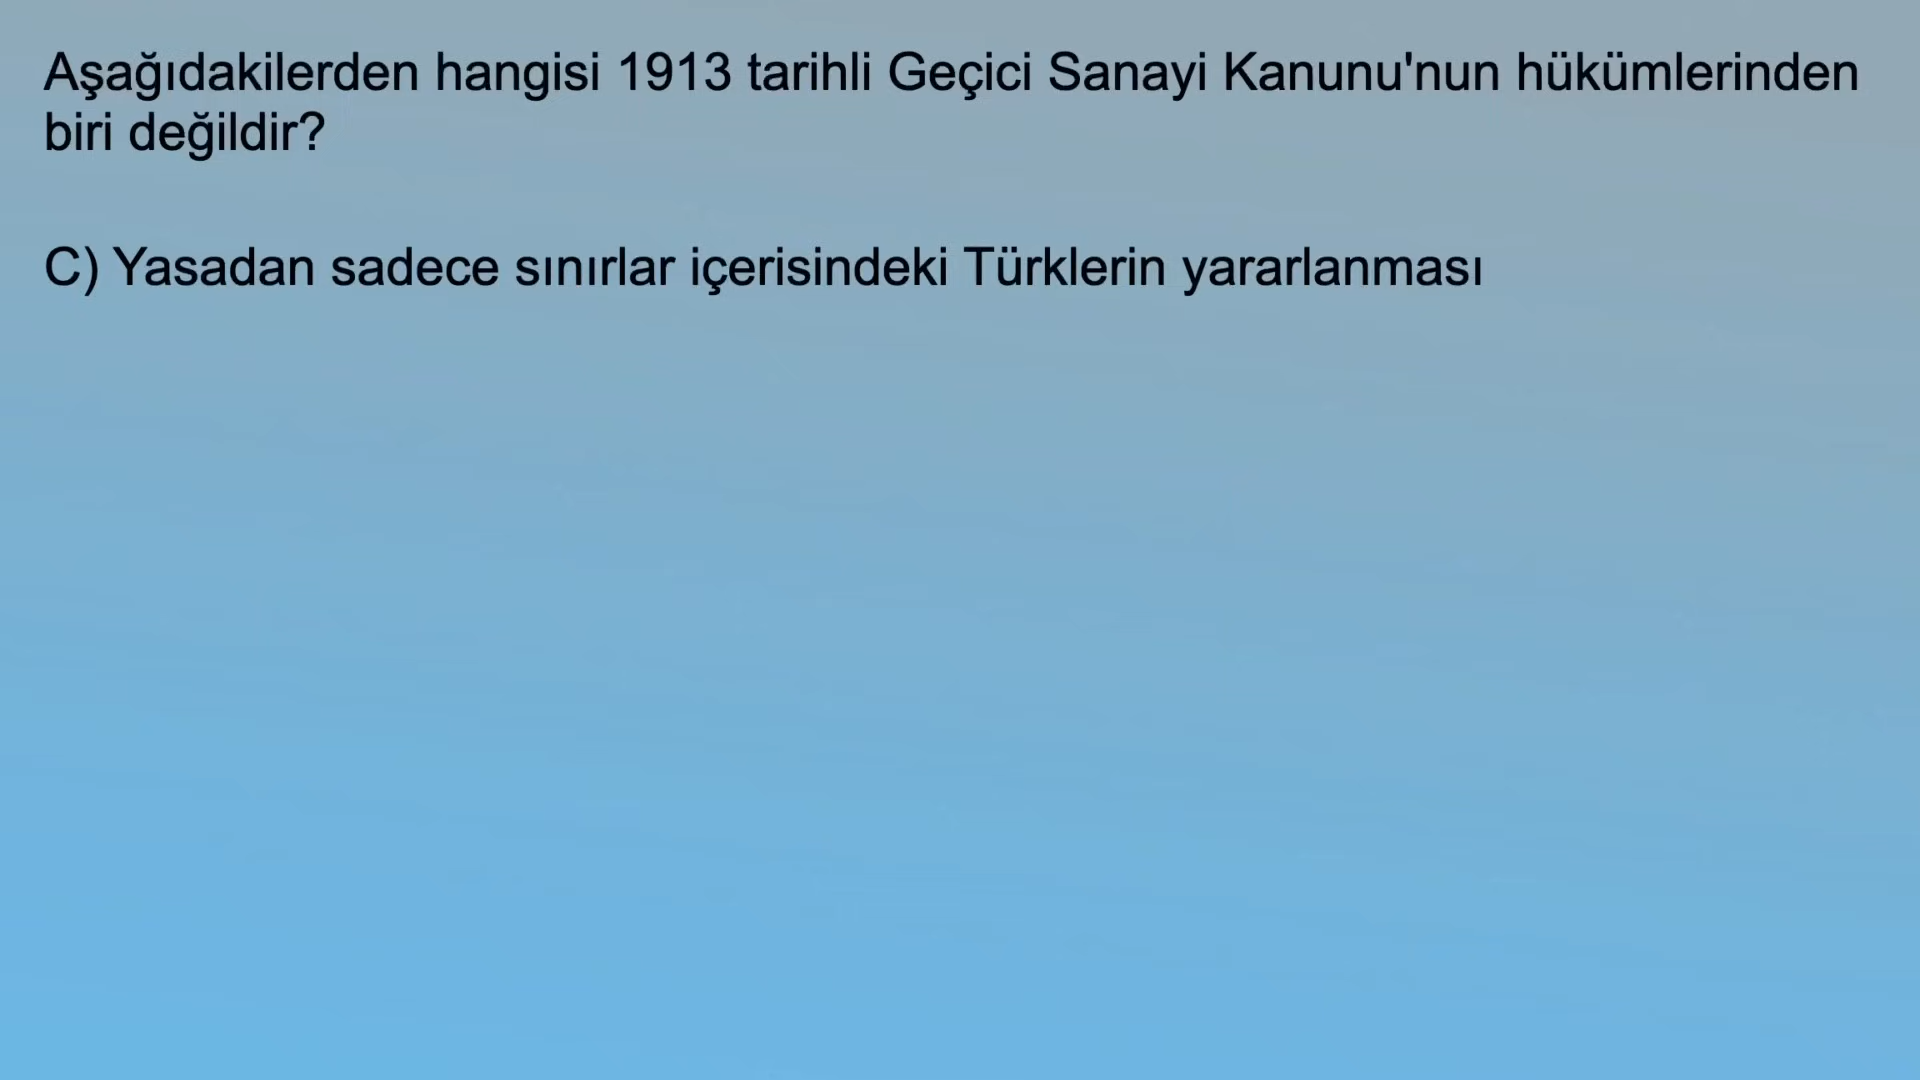 Aşağıdakilerden hangisi 1913 tarihli Geçici Sanayi Kanunu'nun hükümlerinden
biri değildir?
C) Yasadan sadece sınırlar içerisindeki Türklerin yararlanması